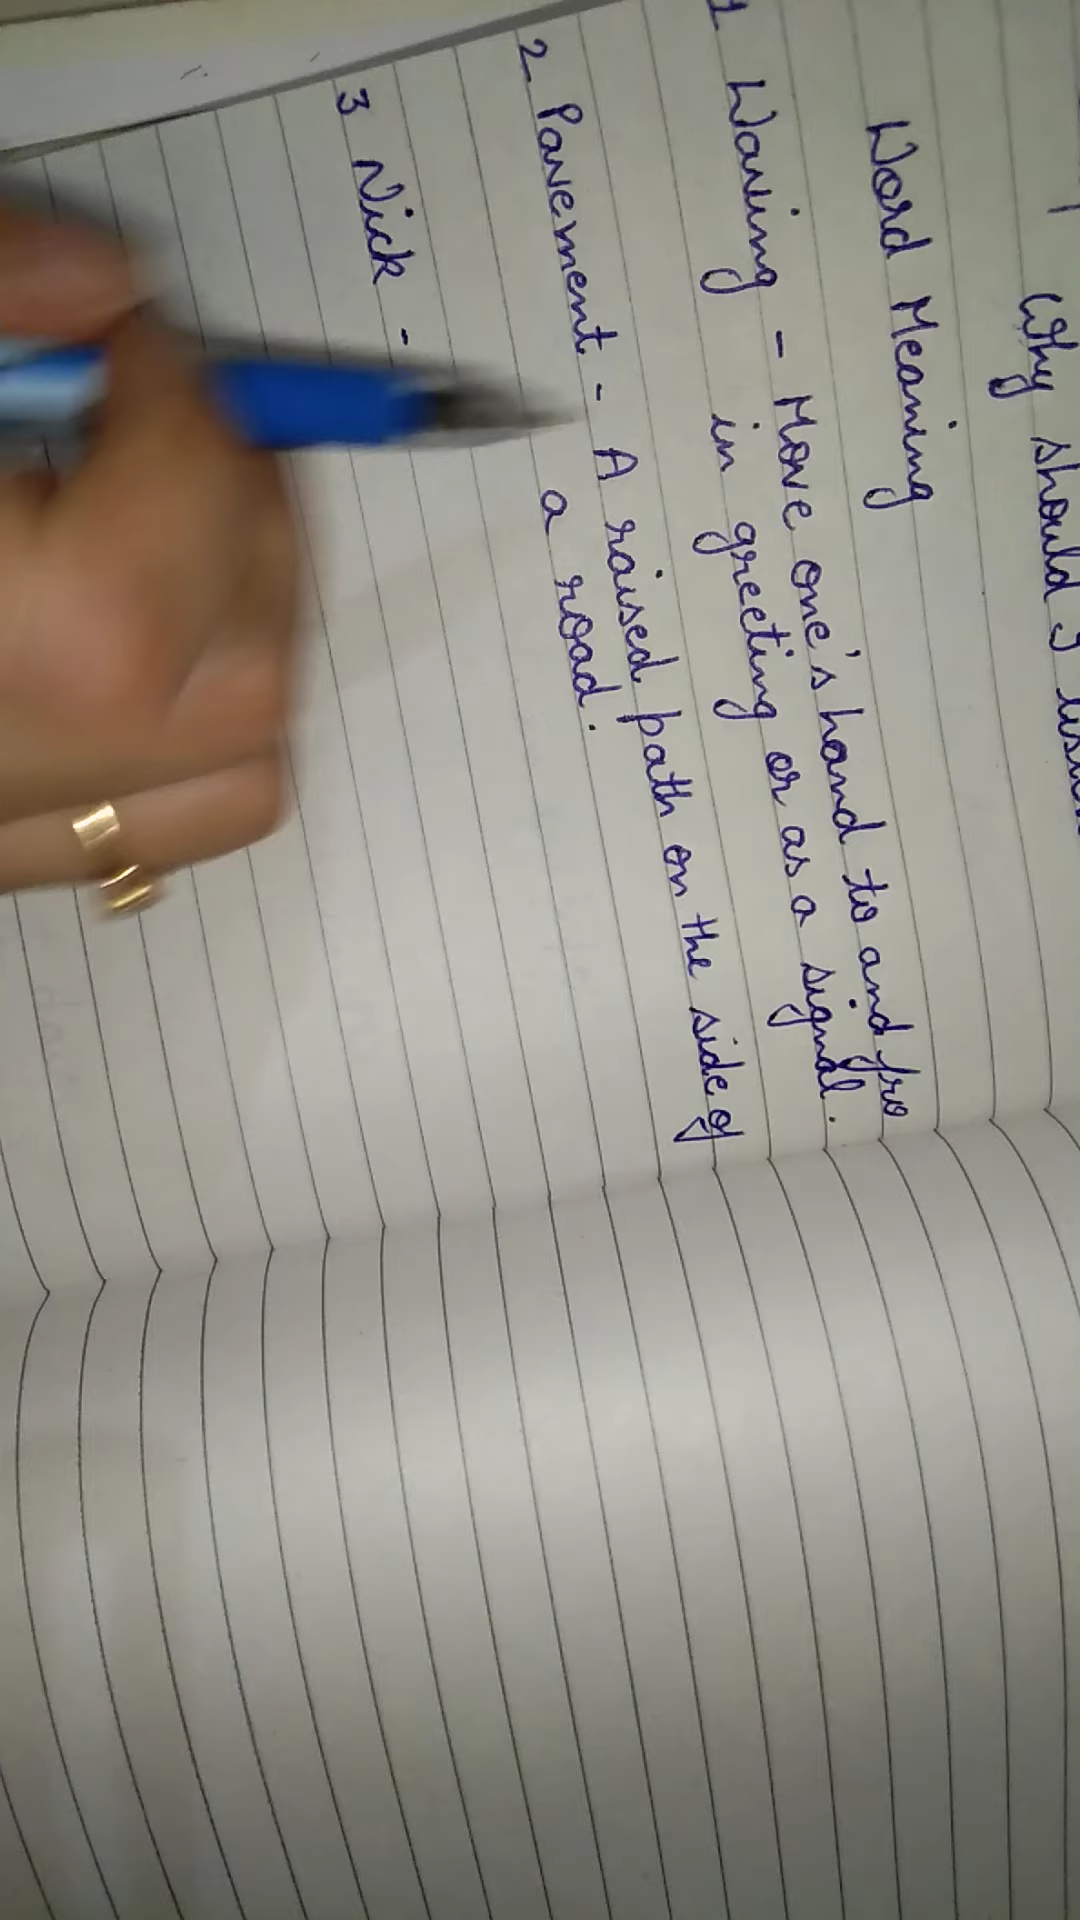 Why should I
Word Meaning
1 Waving - Move one's hand to and fro
in greeting or as a signal.
2 Pavement - A raised path on the side of
a road.
3 Nick -